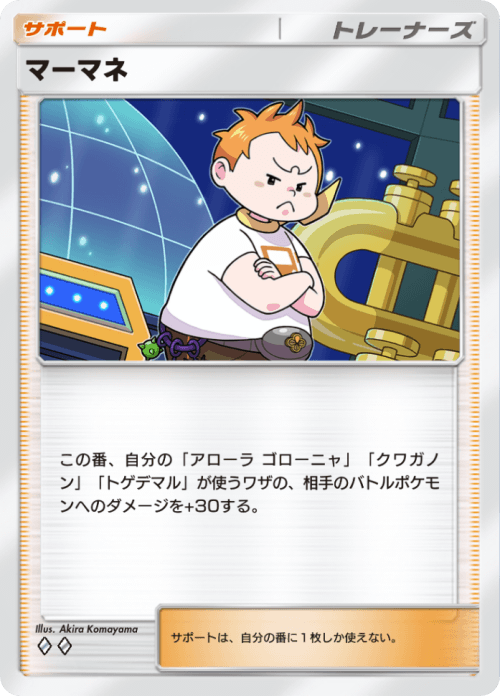 サポート
トレーナーズ
マーマネ
この番、自分の「アローラ ゴローニャ」「クワガノ
ン」「トゲデマル」が使うワザの、相手のバトルポケモ
ンへのダメージを+30する。
Illus. Akira Komayama
サポートは、自分の番に1枚しか使えない。